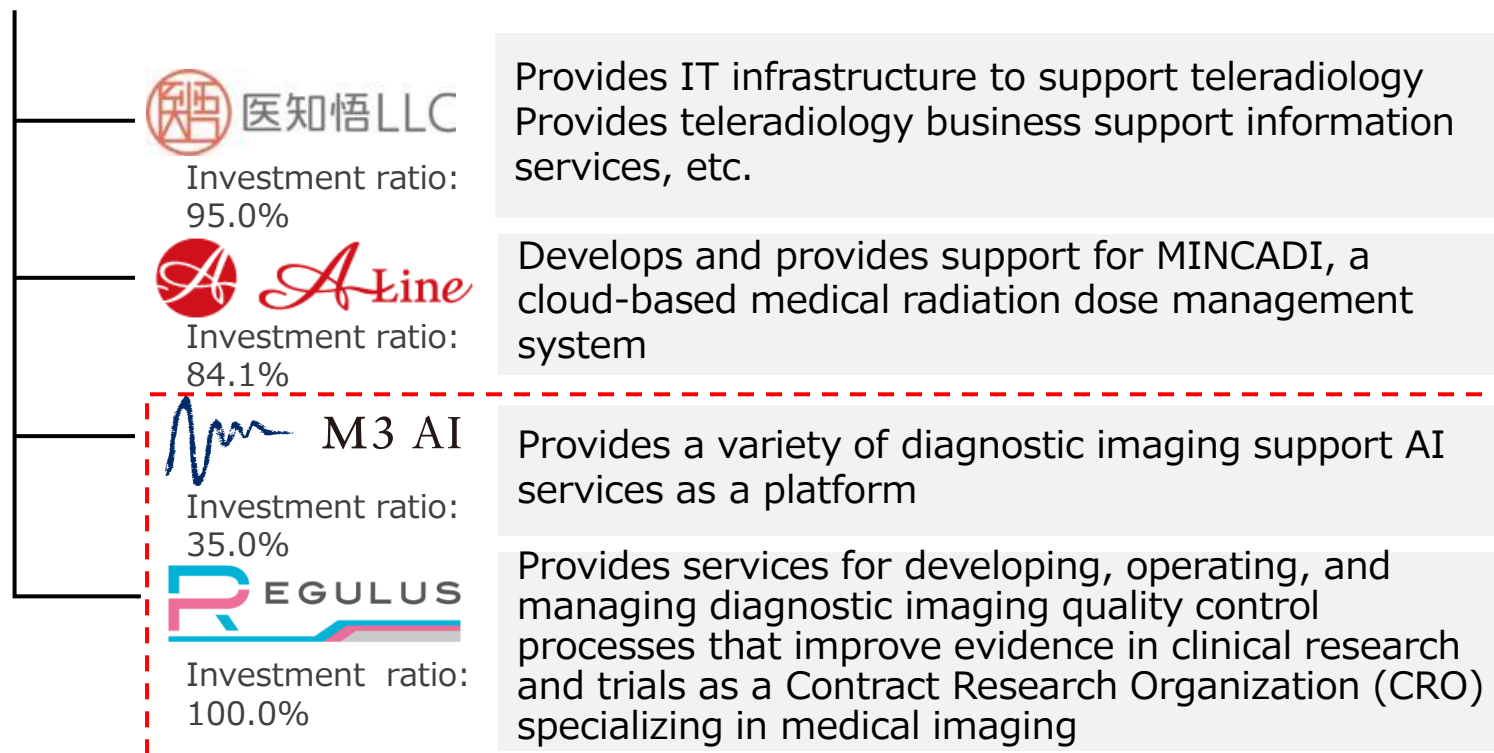 医知悟LLC
Investment ratio:
95.0%
Provides IT infrastructure to support teleradiology
Provides teleradiology business support information
services, etc.
A A-Line
Investment ratio:
84.1%
Develops and provides support for MINCADI, a
cloud-based medical radiation dose management
system
M3 AI
Investment ratio:
35.0%
Provides a variety of diagnostic imaging support AI
services as a platform
REGULUS
Investment ratio:
100.0%
Provides services for developing, operating, and
managing diagnostic imaging quality control
processes that improve evidence in clinical research
and trials as a Contract Research Organization (CRO)
specializing in medical imaging